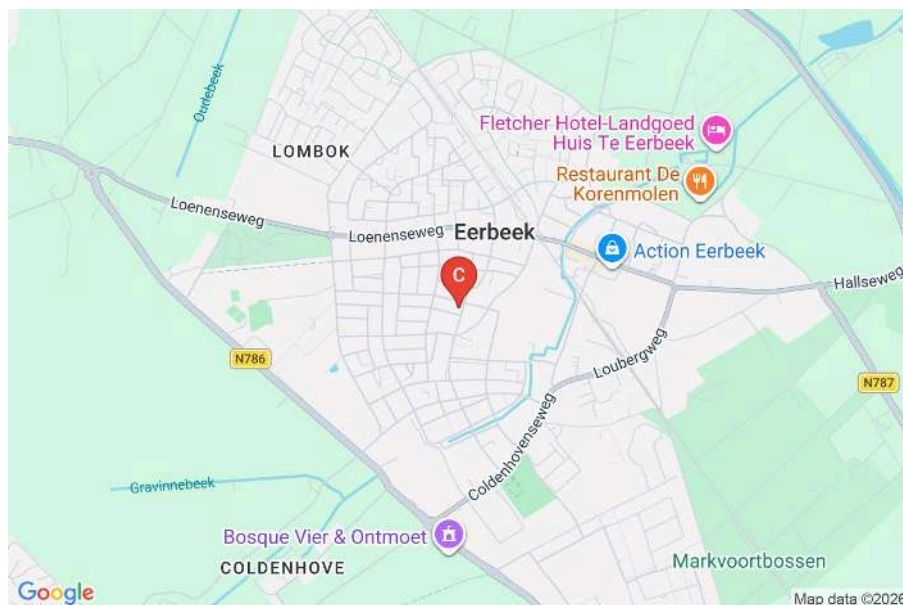 Oudebeek
LOMBOK
Fletcher Hotel-Landgoed
Huis Te Eerbeek
Restaurant De
Korenmolen
Loenenseweg
Loenenseweg
Eerbeek
Action Eerbeek
Hallseweg
C
N786
Loubergweg
N787
Coldenhovenseweg
Gravinnebeek
Bosque Vier & Ontmoet
COLDENHOVE
Markvoortbossen
Google
Map data ©2026